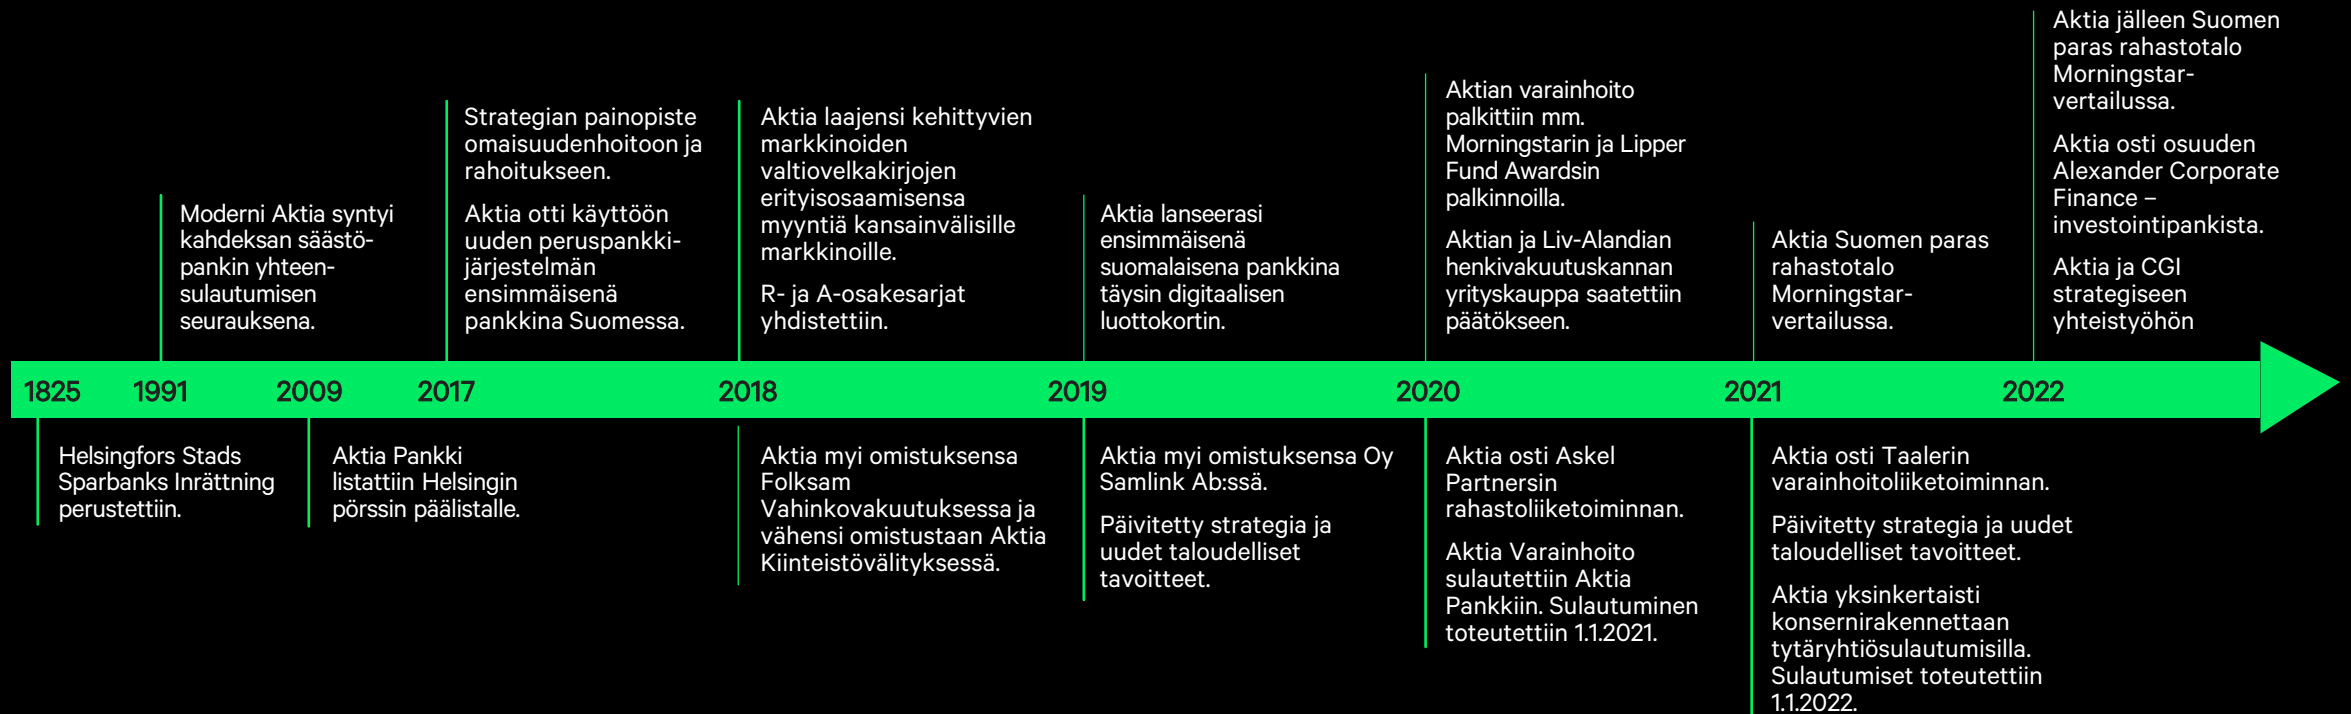 Moderni Aktia syntyi
kahdeksan säästö-
pankin yhteen-
sulautumisen
seurauksena.
Strategian painopiste
omaisuudenhoitoon ja
rahoitukseen.
Aktia otti käyttöön
uuden peruspankki-
järjestelmän
ensimmäisenä
pankkina Suomessa.
Aktia laajensi kehittyvien
markkinoiden
valtiovelkakirjojen
erityisosaamisensa
myyntiä kansainvälisille
markkinoille.
R- ja A-osakesarjat
yhdistettiin.
Aktia lanseerasi
ensimmäisenä
suomalaisena pankkina
täysin digitaalisen
luottokortin.
Aktian varainhoito
palkittiin mm.
Morningstarin ja Lipper
Fund Awardsin
palkinnoilla.
Aktian ja Liv-Alandian
henkivakuutuskannan
yrityskauppa saatettiin
päätökseen.
Aktia Suomen paras
rahastotalo
Morningstar-
vertailussa.
Aktia jälleen Suomen
paras rahastotalo
Morningstar-
vertailussa.
Aktia osti osuuden
Alexander Corporate
Finance –
investointipankista.
Aktia ja CGI
strategiseen
yhteistyöhön
1825 1991 2009 2017 2018 2019 2020 2021 2022
Helsingfors Stads
Sparbanks Inrättning
perustettiin.
Aktia Pankki
listattiin Helsingin
pörssin päälistalle.
Aktia myi omistuksensa
Folksam
Vahinkovakuutuksessa ja
vähensi omistustaan Aktia
Kiinteistövälityksessä.
Aktia myi omistuksensa Oy
Samlink Ab:ssä.
Päivitetty strategia ja
uudet taloudelliset
tavoitteet.
Aktia osti Askel
Partnersin
rahastoliiketoiminnan.
Aktia Varainhoito
sulautettiin Aktia
Pankkiin. Sulautuminen
toteutettiin 1.1.2021.
Aktia osti Taalerin
varainhoitoliiketoiminnan.
Päivitetty strategia ja uudet
taloudelliset tavoitteet.
Aktia yksinkertaisti
konsernirakennettaan
tytäryhtiösulautumisilla.
Sulautumiset toteutettiin
1.1.2022.